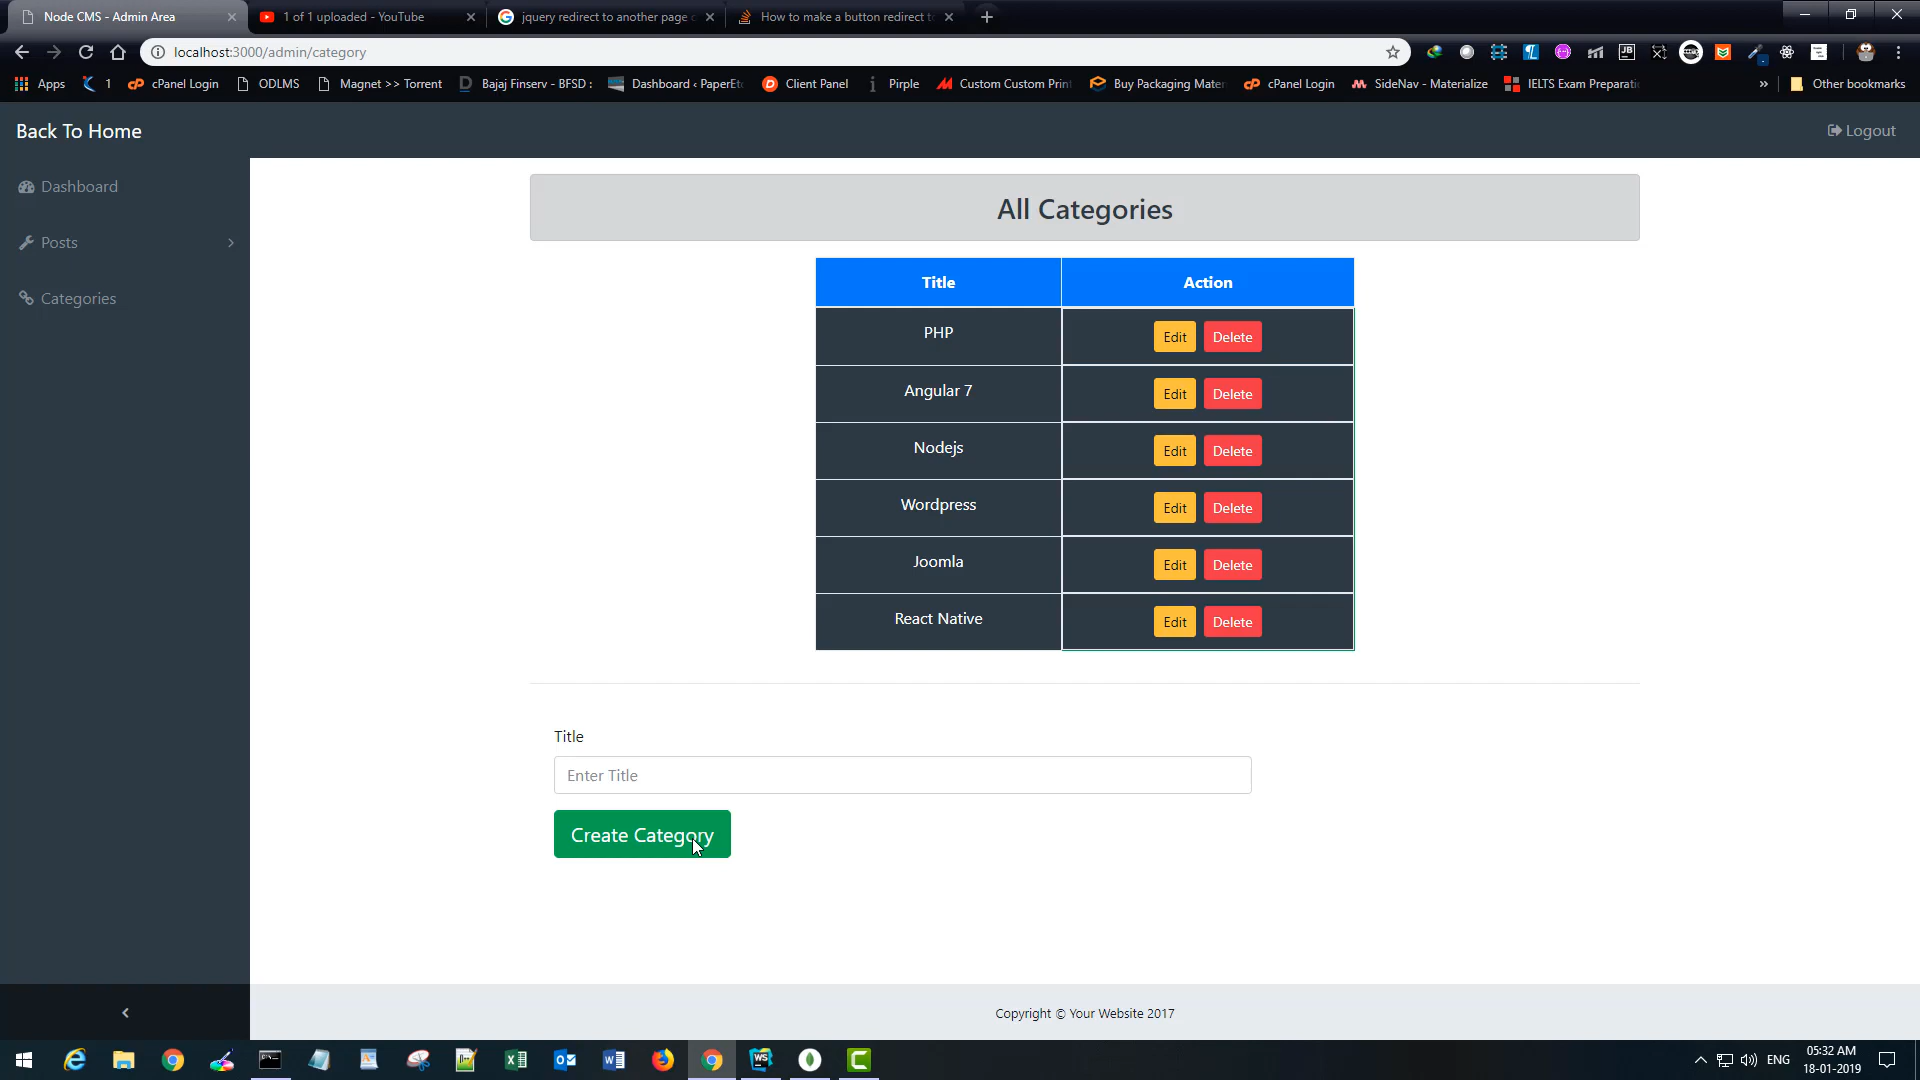 Node CMS - Admin Area
1 of 1 uploaded - YouTube
jquery redirect to another page
How to make a button redirect
localhost:3000/admin/category
Apps
1
cPanel Login
ODLMS
Magnet >> Torrent
Bajaj Finserv - BFSD :
Dashboard ‹
Client Panel
Pirple
Custom Custom
Buy Packaging
cPanel Login
SideNav - Materialize
IELTS Exam
»
Other bookmarks
Back To Home
Logout
Dashboard
Posts
Categories
All Categories
Title Action
PHP Edit Delete
Angular 7 Edit Delete
Nodejs Edit Delete
Wordpress Edit Delete
Joomla Edit Delete
React Native Edit Delete
Title
Enter Title
Create Category
Copyright © Your Website 2017
ENG
05:32 AM
18-01-2019